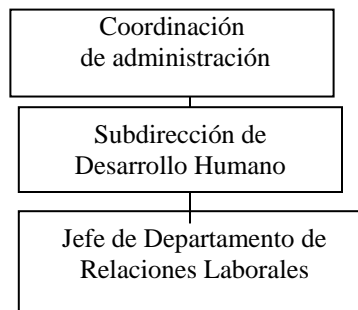 Coordinación
de administración
Subdirección de
Desarrollo Humano
Jefe de Departamento de
Relaciones Laborales